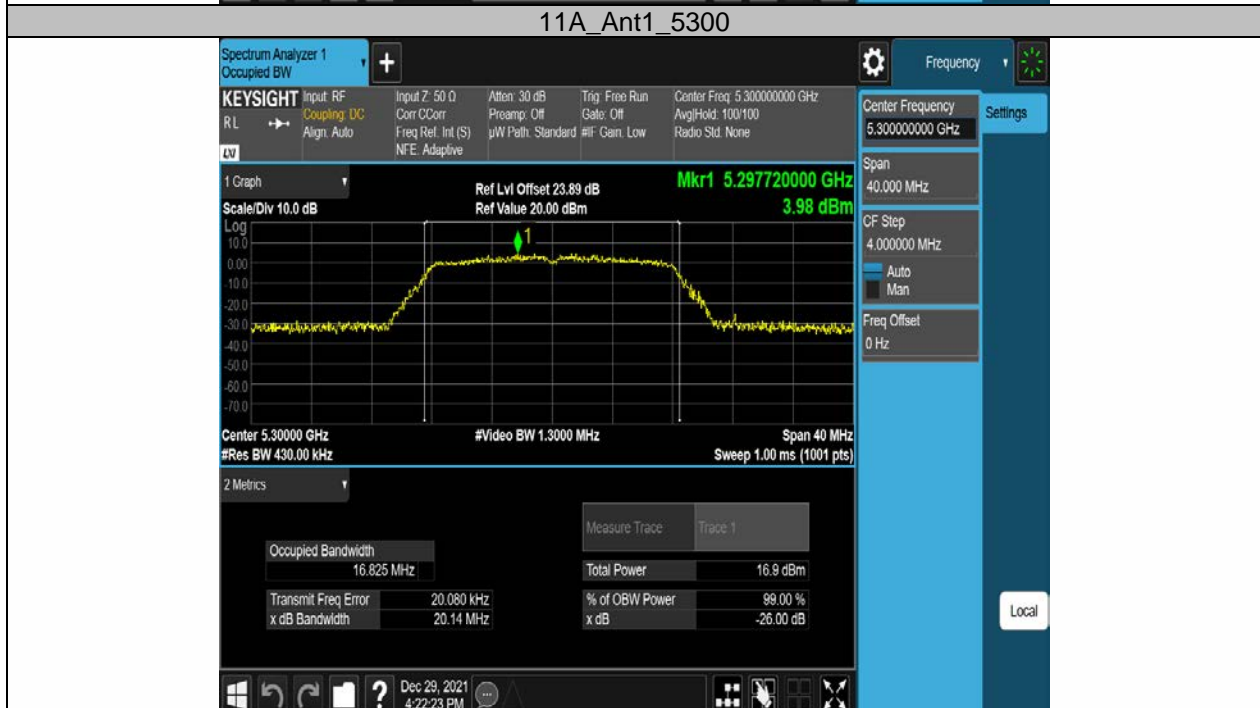 11A_Ant1_5300
Spectrum Analyzer 1
Occupied BW
+
Frequency
KEYSIGHT
RL
LXI
Input: RF
Coupling: DC
Align: Auto
Input Z: 50 Ω
Corr CCorr
Freq Ref: Int (S)
NFE: Adaptive
Atten: 30 dB
Preamp: Off
µW Path: Standard
Trig: Free Run
Gate: Off
#IF Gain: Low
Center Freq: 5.300000000 GHz
Avg|Hold: 100/100
Radio Std: None
Center Frequency
5.300000000 GHz
Settings
Span
40.000 MHz
CF Step
4.000000 MHz
Auto
Man
Freq Offset
0 Hz
Local
1 Graph
Scale/Div 10.0 dB
Ref Lvl Offset 23.89 dB
Ref Value 20.00 dBm
Mkr1 5.297720000 GHz
3.98 dBm
Log
10.0
0.00
-10.0
-20.0
-30.0
-40.0
-50.0
-60.0
-70.0
1
Center 5.30000 GHz
#Res BW 430.00 kHz
#Video BW 1.3000 MHz
Span 40 MHz
Sweep 1.00 ms (1001 pts)
2 Metrics
Measure Trace Trace 1
Occupied Bandwidth
16.825 MHz
Total Power 16.9 dBm
Transmit Freq Error 20.080 kHz
% of OBW Power 99.00 %
x dB Bandwidth 20.14 MHz
x dB -26.00 dB
?
Dec 29, 2021
4:22:23 PM